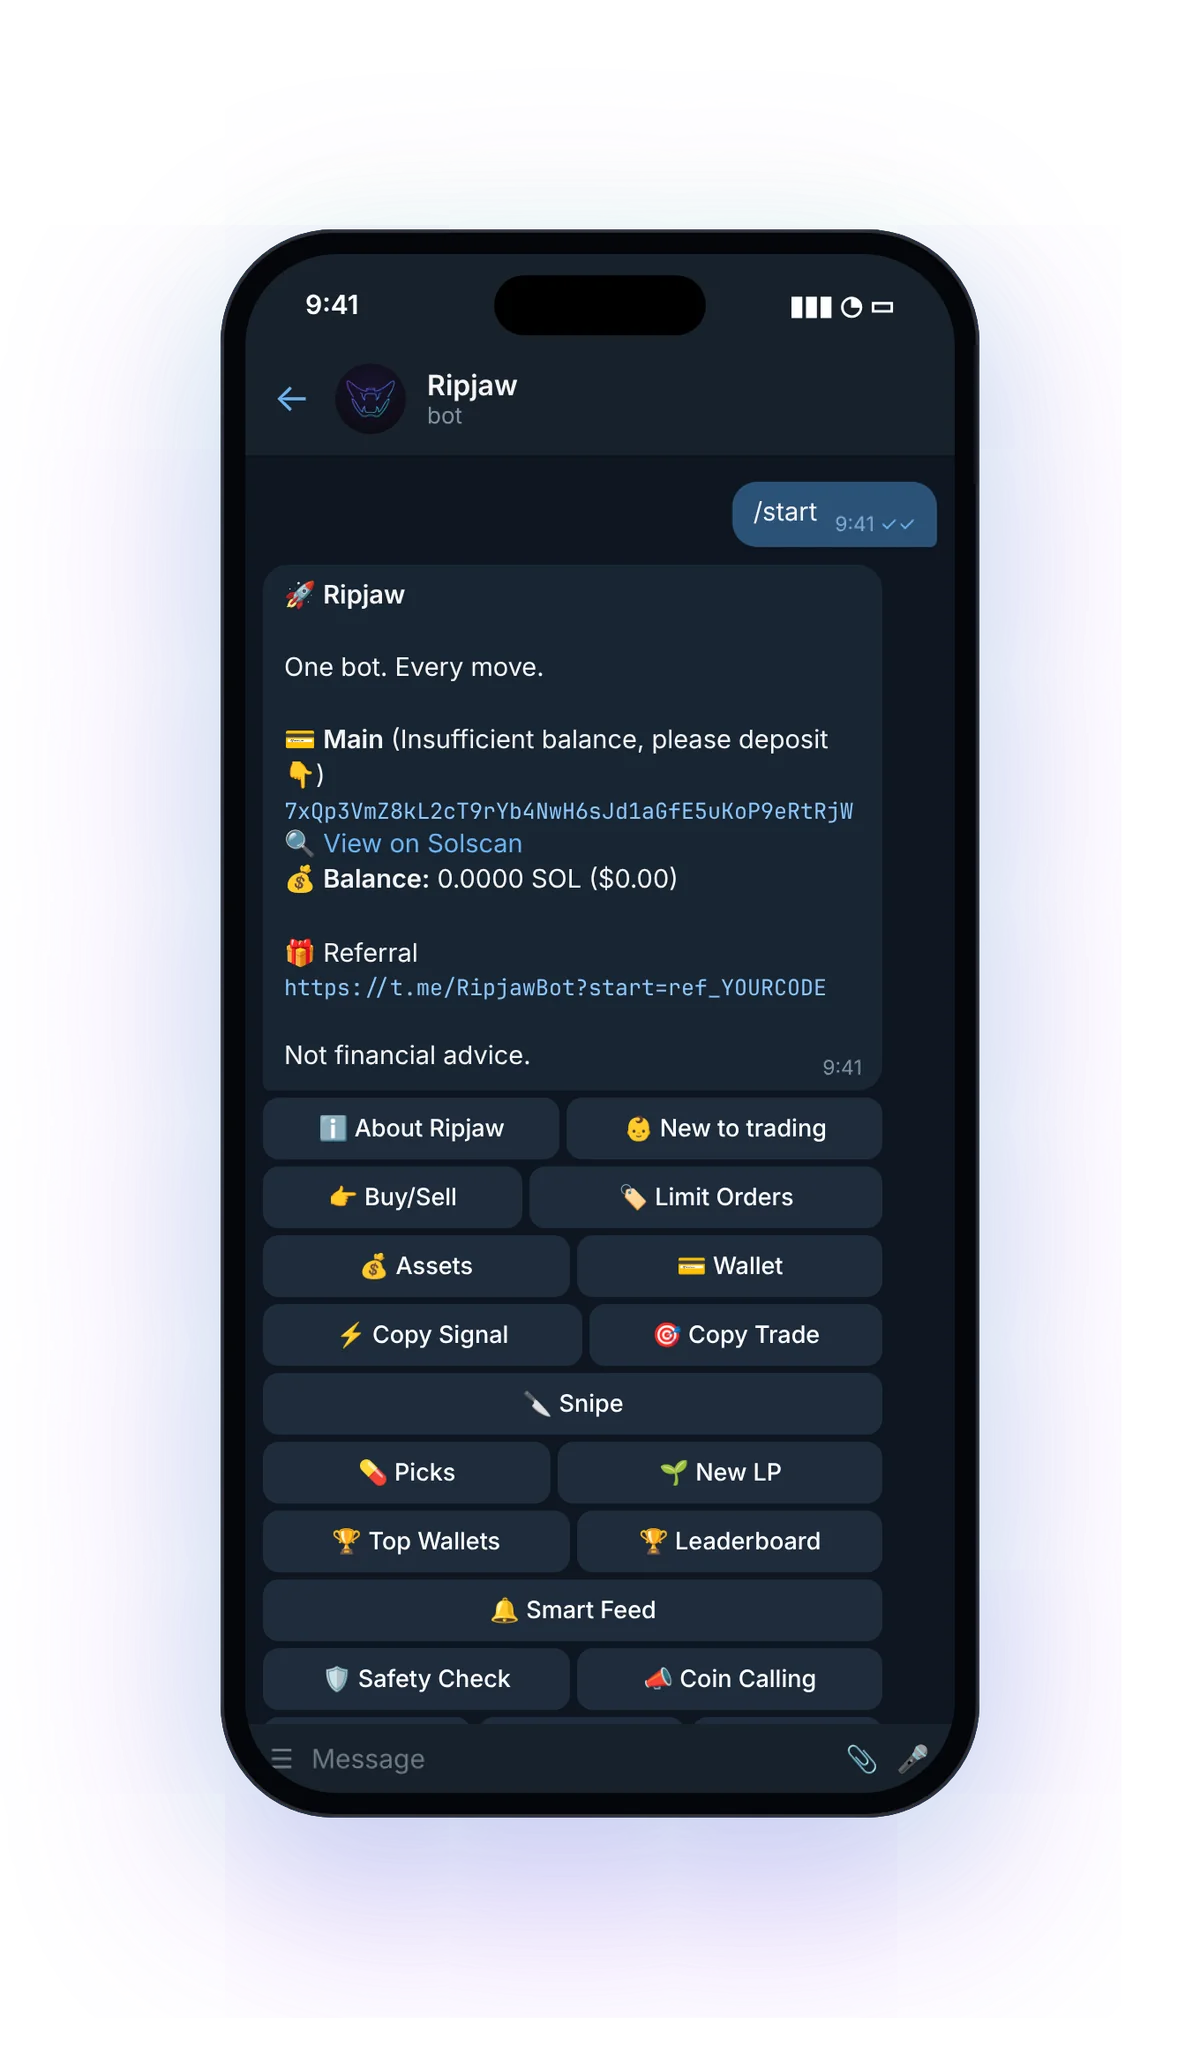 9:41
Ripjaw
bot
/start 9:41
🚀 Ripjaw
One bot. Every move.
💳 Main (Insufficient balance, please deposit
👇)
7xQp3VmZ8kL2cT9rYb4NwH6sJd1aGfE5uKoP9eRtRjW
🔍 View on Solscan
💰 Balance: 0.0000 SOL ($0.00)
🎁 Referral
https://t.me/RipjawBot?start=ref_YOURCODE
Not financial advice.
9:41
ℹ️ About Ripjaw
👶 New to trading
👉 Buy/Sell
🏷️ Limit Orders
💰 Assets
💳 Wallet
⚡ Copy Signal
🎯 Copy Trade
🔪 Snipe
💊 Picks
🌱 New LP
🏆 Top Wallets
🏆 Leaderboard
🔔 Smart Feed
🛡️ Safety Check
📣 Coin Calling
Message